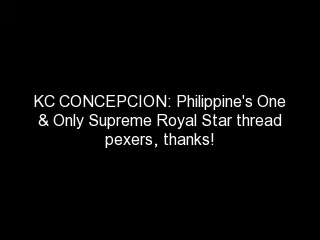 KC CONCEPCION: Philippine's One
& Only Supreme Royal Star thread
pexers, thanks!